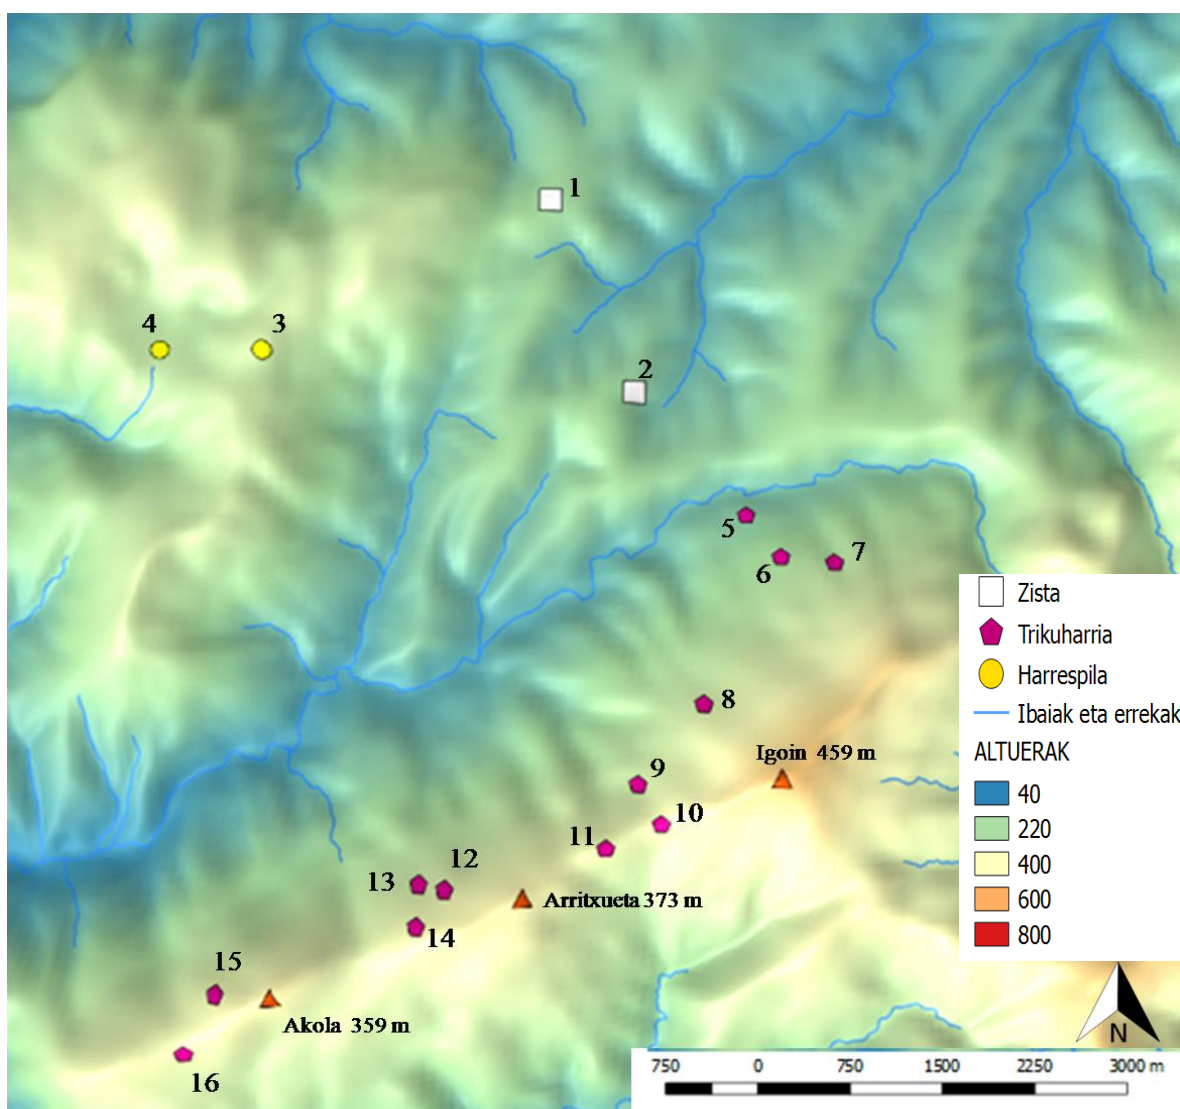 1
4
3
2
5
6
7
Zista
Trikuharria
Harrespila
Ibaiak eta errekak
ALTUERAK
40
220
400
600
800
8
Igoin 459 m
9
10
11
12
13
Arritxueta 373 m
14
15
Akola 359 m
16
N
750 0 750 1500 2250 3000 m